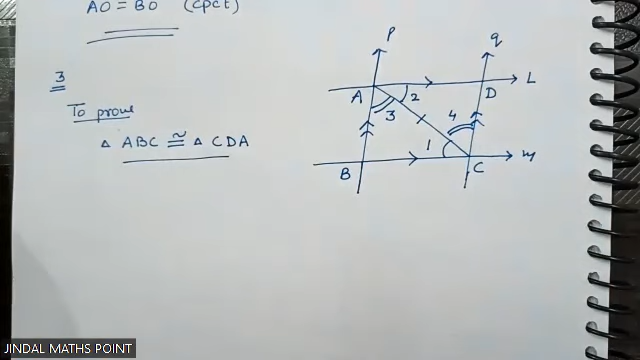 AO = BO (cpct)
3
To prove
△ ABC ≅ △ CDA
P
q
A
2
D
L
3
4
1
B
C
m
JINDAL MATHS POINT